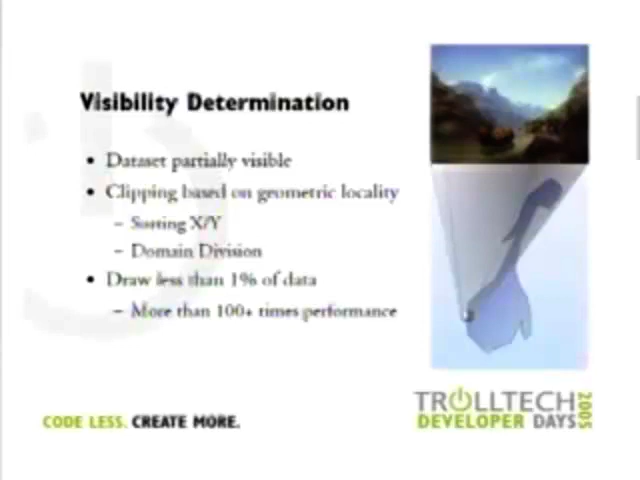 Visibility Determination
• Dataset partially visible
• Clipping based on geometric locality
– Sorting X/Y
– Domain Division
• Draw less than 1% of data
– More than 100+ times performance
CODE LESS. CREATE MORE.
TROLLTECH
DEVELOPER DAYS 2005